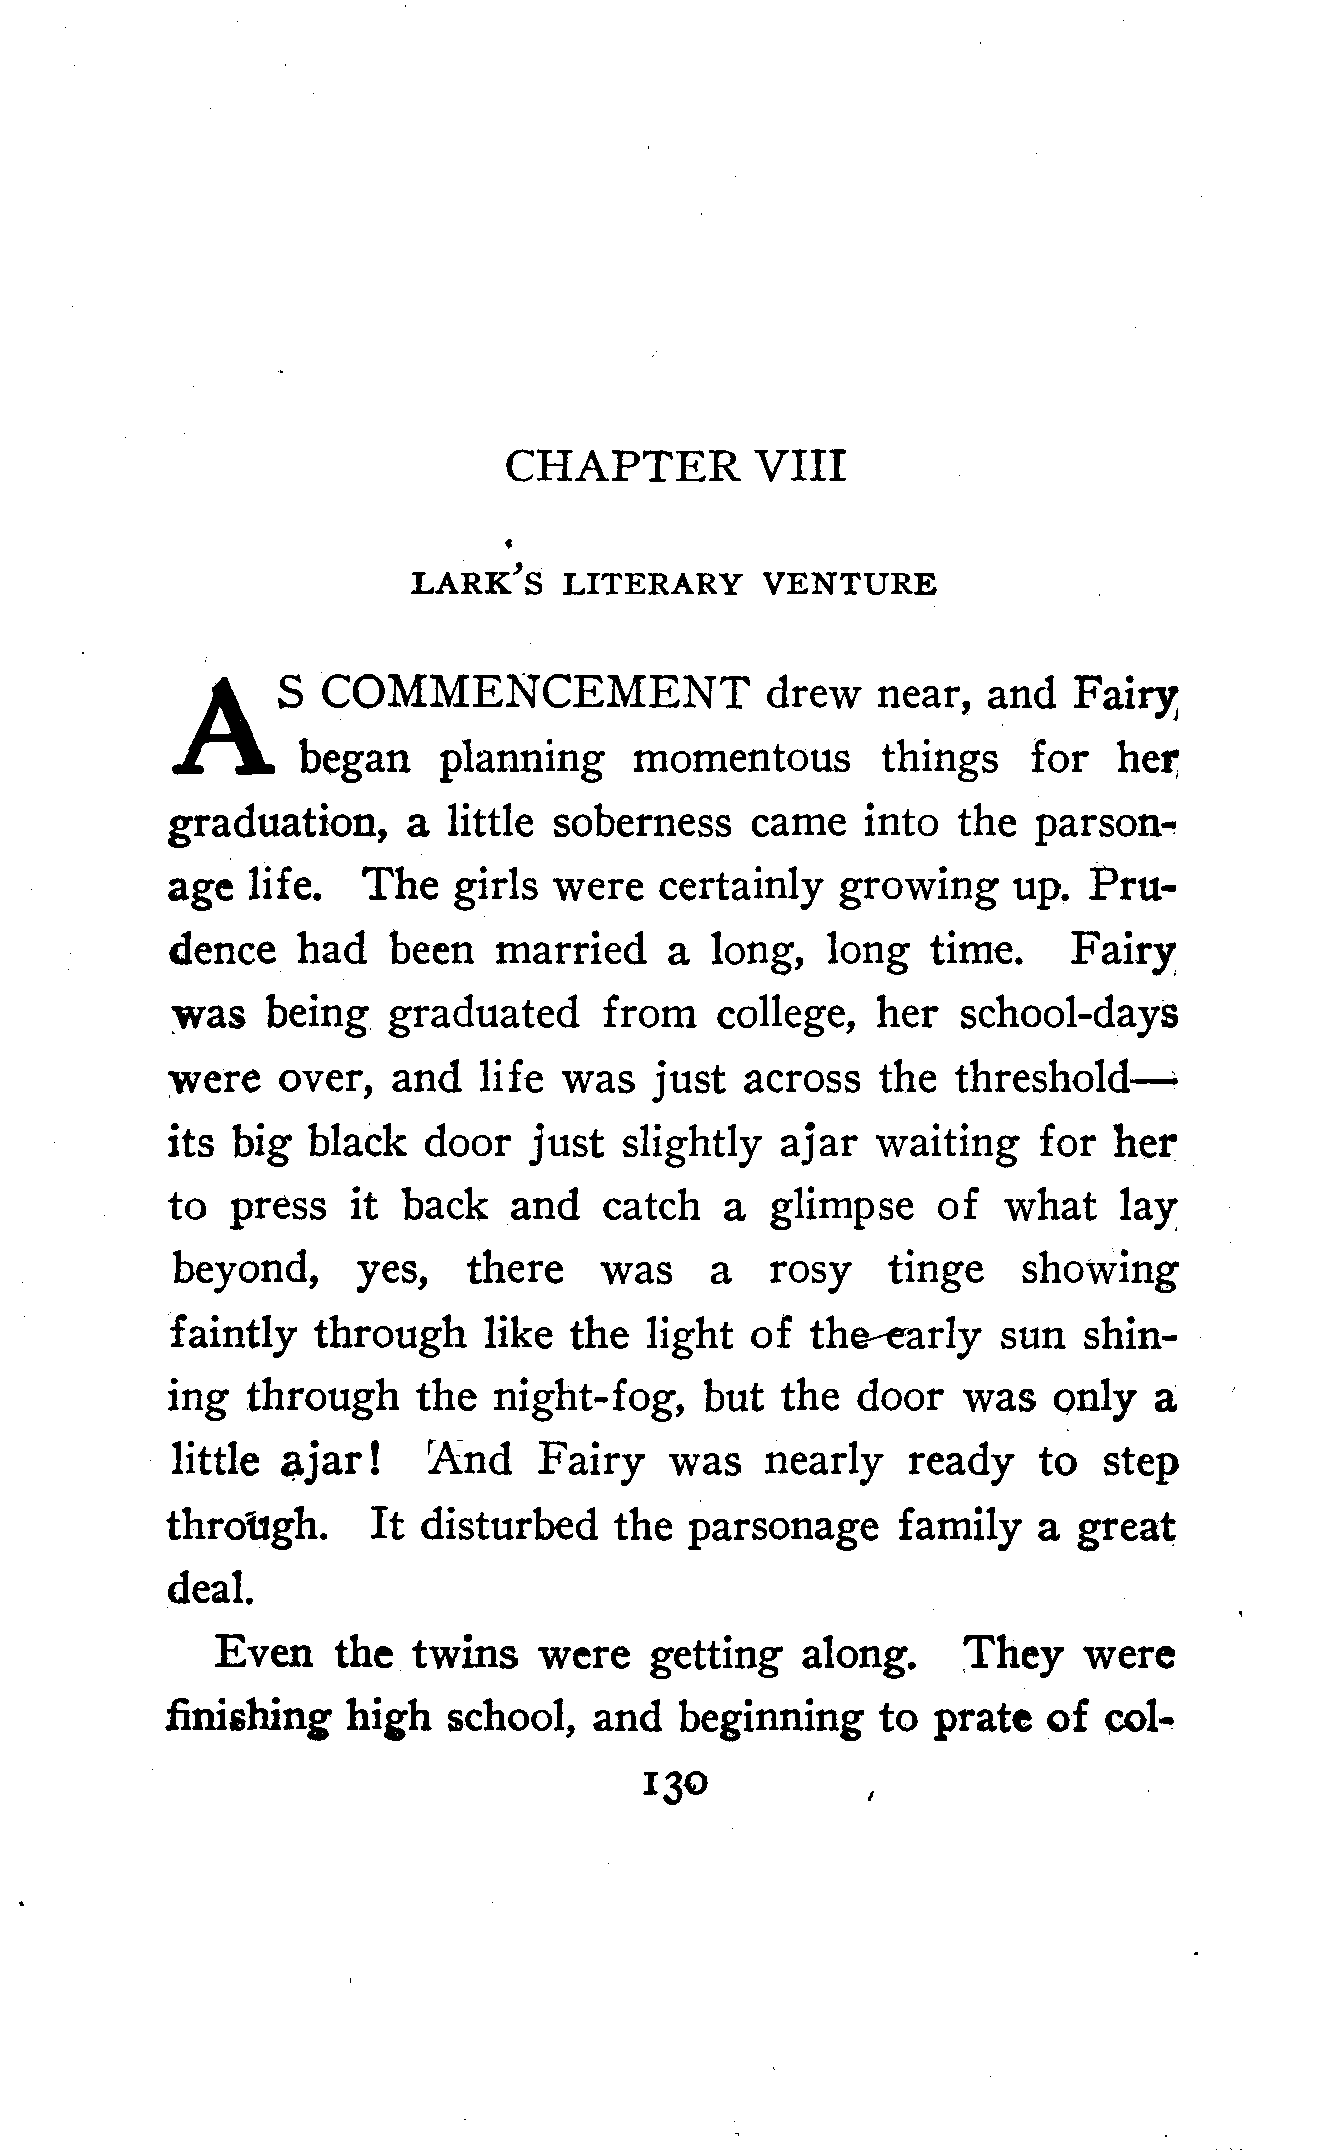 CHAPTER VIII
LARK'S LITERARY VENTURE
AS COMMENCEMENT drew near, and Fairy
began planning momentous things for her
graduation, a little soberness came into the parson-
age life. The girls were certainly growing up. Pru-
dence had been married a long, long time. Fairy
was being graduated from college, her school-days
were over, and life was just across the threshold—
its big black door just slightly ajar waiting for her
to press it back and catch a glimpse of what lay
beyond, yes, there was a rosy tinge showing
faintly through like the light of the early sun shin-
ing through the night-fog, but the door was only a
little ajar! And Fairy was nearly ready to step
through. It disturbed the parsonage family a great
deal.
Even the twins were getting along. They were
finishing high school, and beginning to prate of col-
130